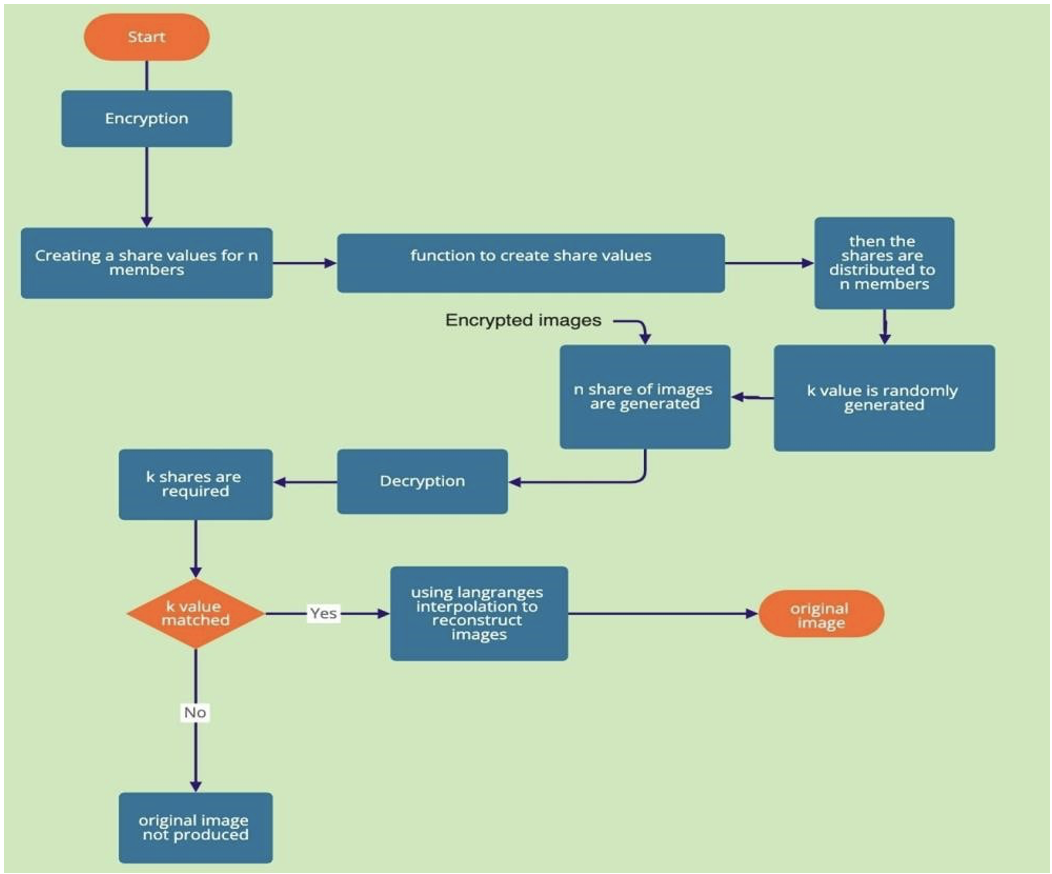 Start
Encryption
Creating a share values for n
members
function to create share values
then the
shares are
distributed to
n members
Encrypted images
n share of images
are generated
k value is randomly
generated
k shares are
required
Decryption
k value
matched
Yes
using langranges
interpolation to
reconstruct
images
original
image
No
original image
not produced